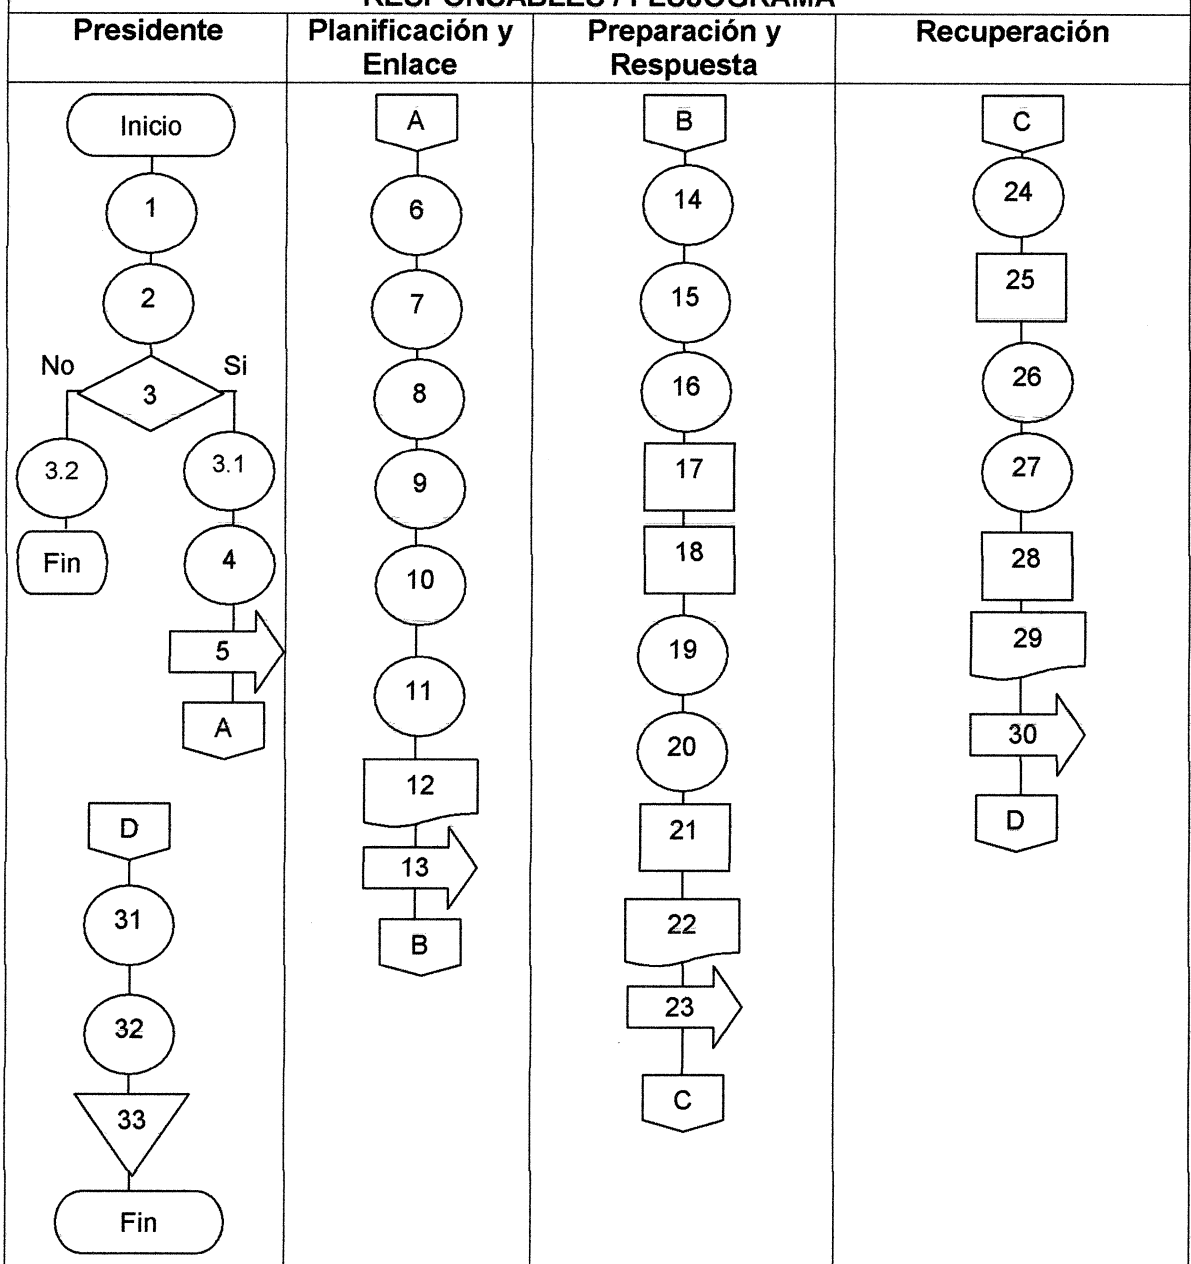 RESPONSABLES / FLUJOGRAMA
Presidente
Planificación y
Enlace
Preparación y
Respuesta
Recuperación
Inicio
1
2
No
Si
3
3.2
3.1
Fin
4
5
A
D
31
32
33
Fin
A
6
7
8
9
10
11
12
13
B
B
14
15
16
17
18
19
20
21
22
23
C
C
24
25
26
27
28
29
30
D